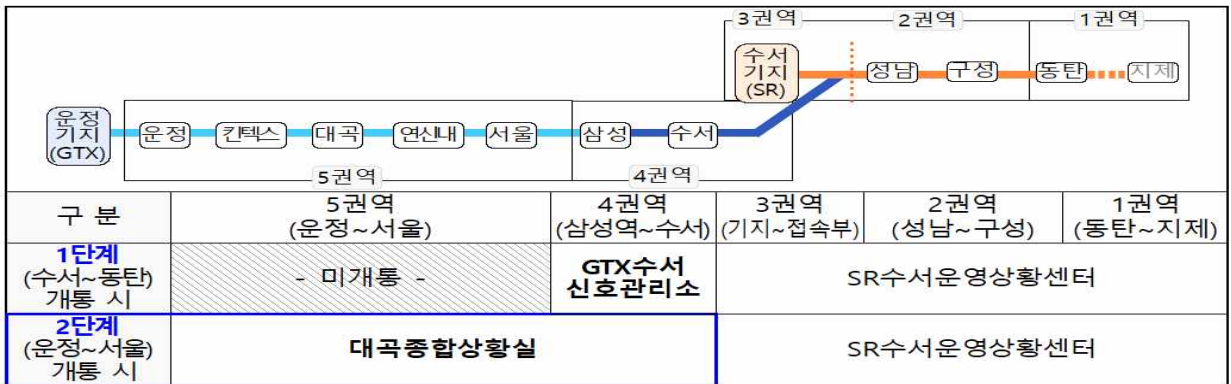 3권역
2권역
1권역
수서
기지
(SR)
성남
구성
동탄
지제
운정
기지
(GTX)
운정
킨텍스
대곡
연신내
서울
삼성
수서
5권역
4권역
구 분
5권역
(운정~서울)
4권역
(삼성역~수서)
3권역
(기지~접속부)
2권역
(성남~구성)
1권역
(동탄~지제)
1단계
(수서~동탄)
개통 시
- 미개통 -
GTX수서
신호관리소
SR수서운영상황센터
2단계
(운정~서울)
개통 시
대곡종합상황실
SR수서운영상황센터